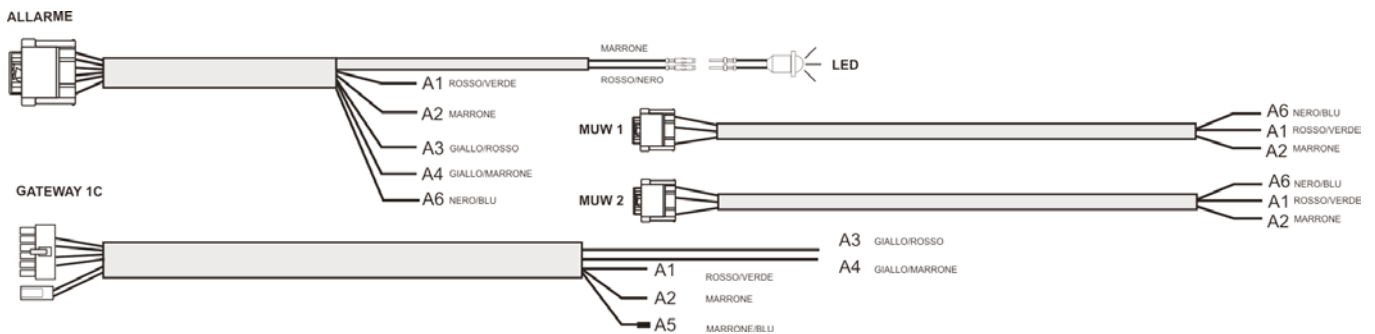 ALLARME
MARRONE
ROSSO/NERO
LED
A1 ROSSO/VERDE
A2 MARRONE
A3 GIALLO/ROSSO
A4 GIALLO/MARRONE
A6 NERO/BLU
MUW 1
A6 NERO/BLU
A1 ROSSO/VERDE
A2 MARRONE
MUW 2
A6 NERO/BLU
A1 ROSSO/VERDE
A2 MARRONE
GATEWAY 1C
A3 GIALLO/ROSSO
A4 GIALLO/MARRONE
A1 ROSSO/VERDE
A2 MARRONE
A5 MARRONE/BLU